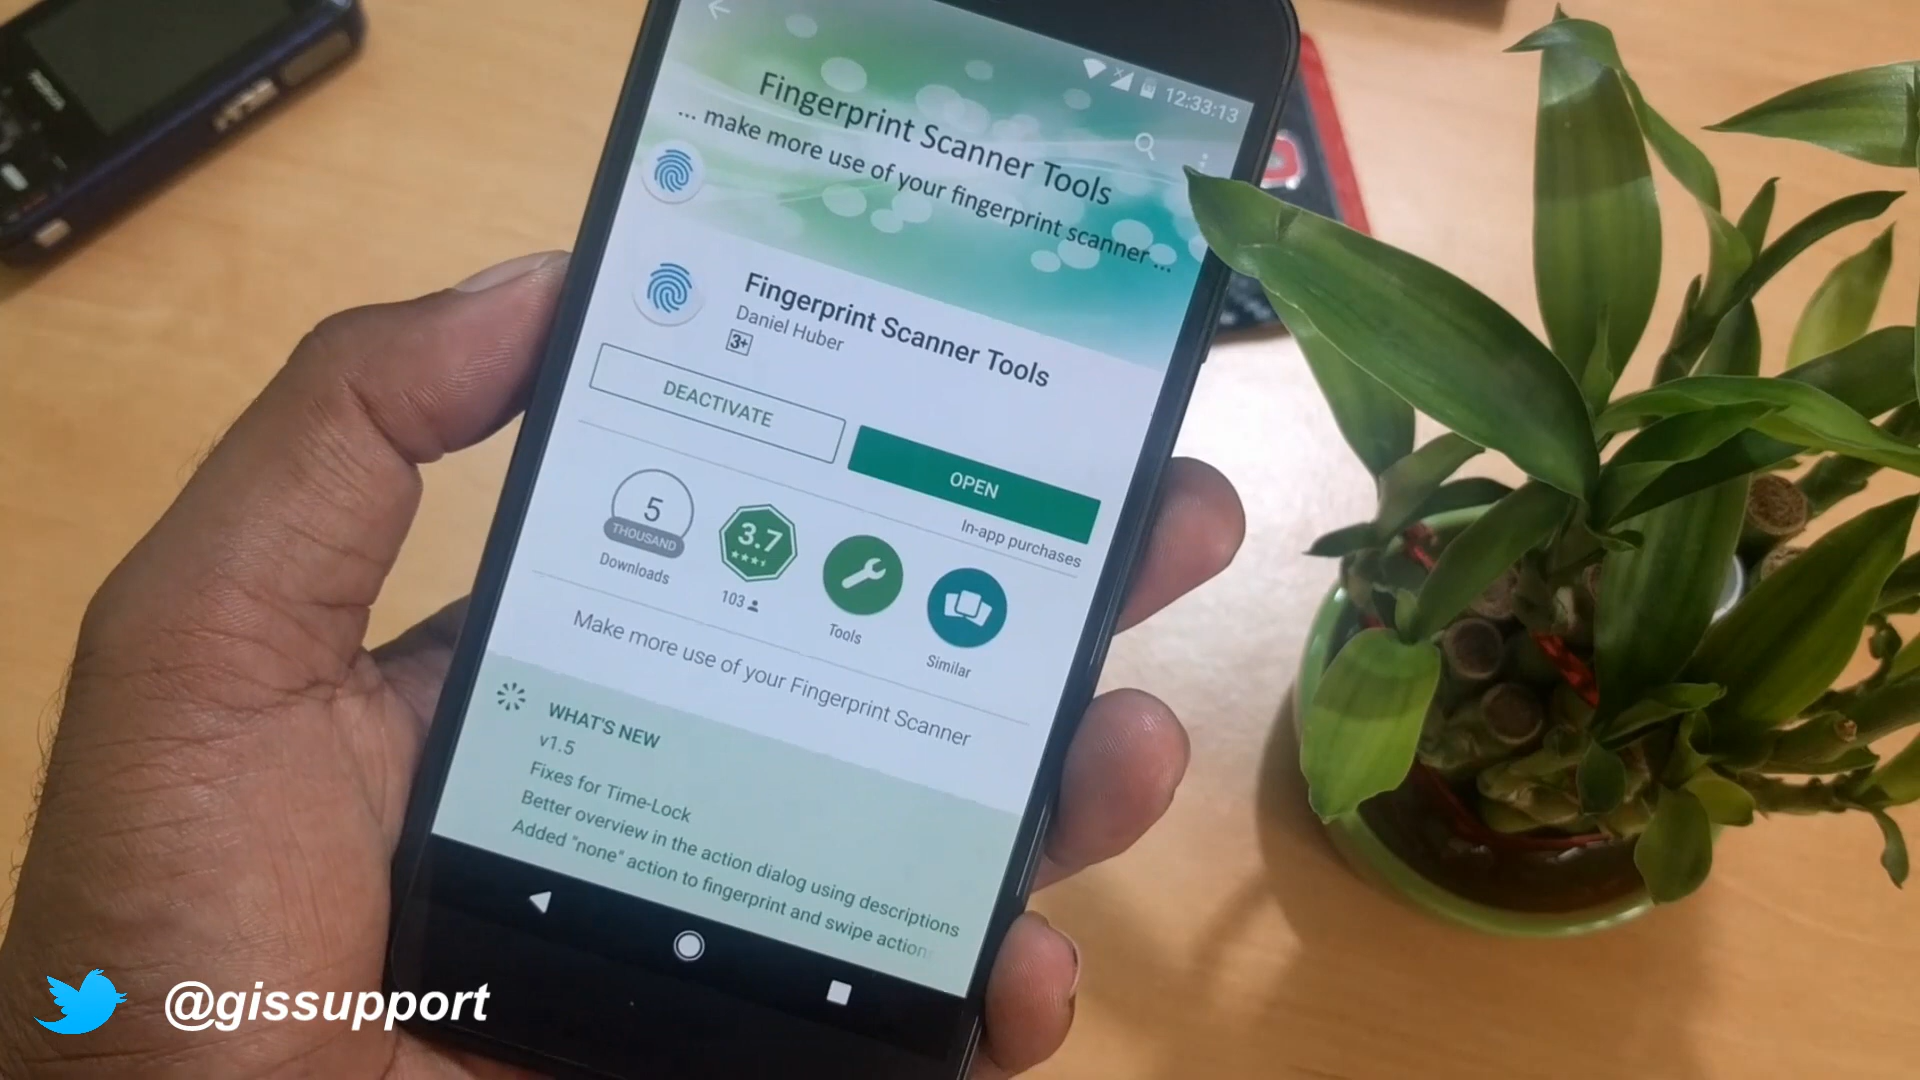 12:33:13
Fingerprint Scanner Tools
... make more use of your fingerprint scanner ...
Fingerprint Scanner Tools
Daniel Huber
3+
DEACTIVATE
OPEN
In-app purchases
5
THOUSAND
Downloads
3.7
103
Tools
Similar
Make more use of your Fingerprint Scanner
WHAT'S NEW
v1.5
Fixes for Time-Lock
Better overview in the action dialog using descriptions
Added "none" action to fingerprint and swipe action
@gissupport